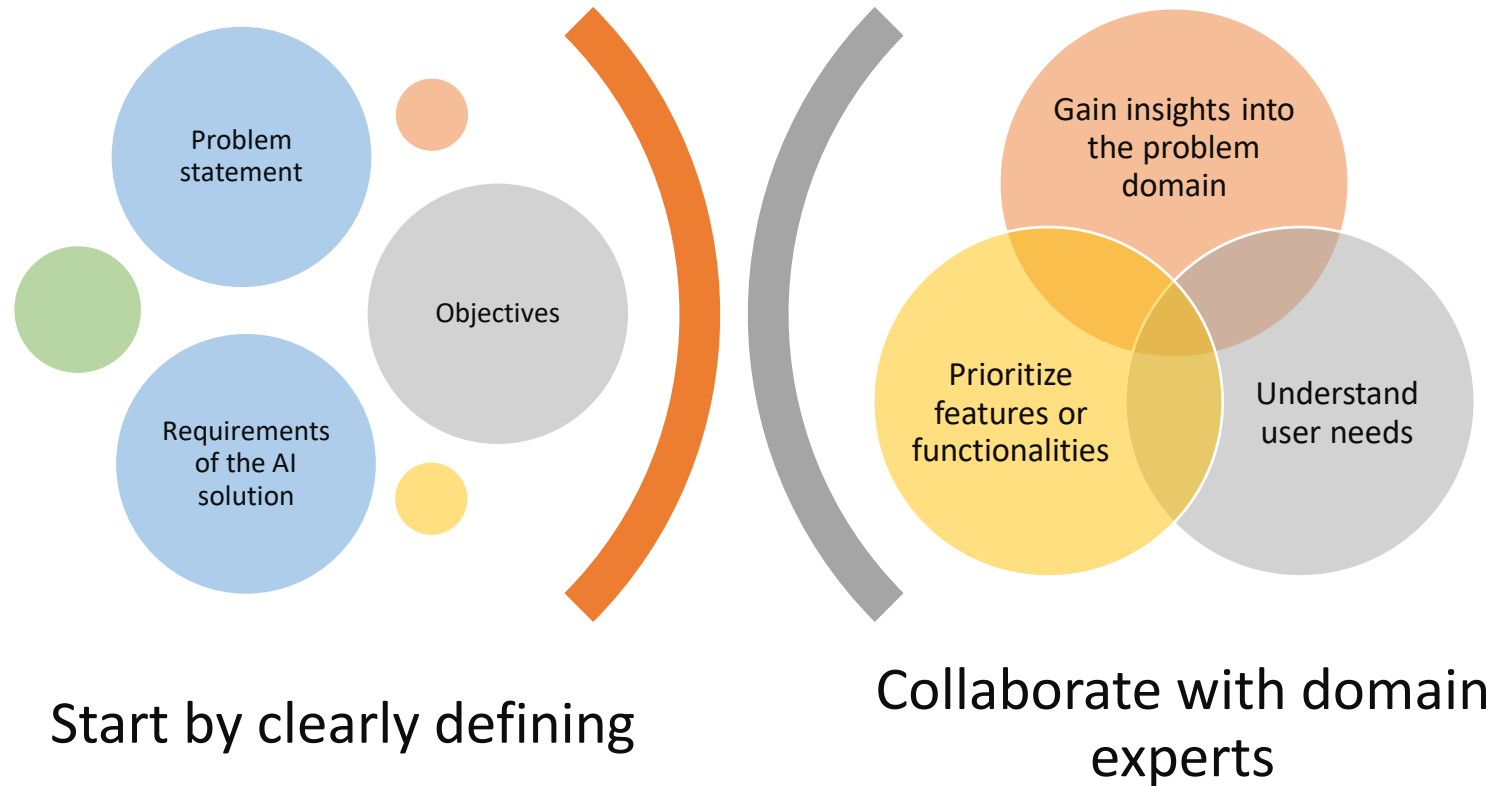 Problem
statement
Objectives
Requirements
of the AI
solution
Start by clearly defining
Gain insights into
the problem
domain
Prioritize
features or
functionalities
Understand
user needs
Collaborate with domain
experts